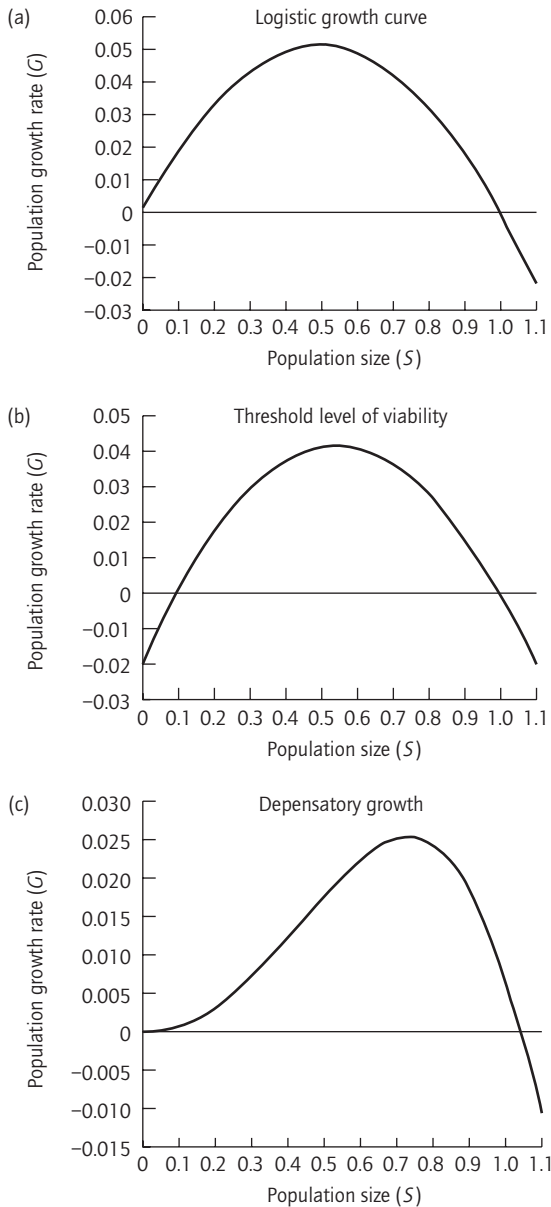 (a) Logistic growth curve
Population growth rate (G)
0.06
0.05
0.04
0.03
0.02
0.01
0
−0.01
−0.02
−0.03
0 0.1 0.2 0.3 0.4 0.5 0.6 0.7 0.8 0.9 1.0 1.1
Population size (S)
(b) Threshold level of viability
Population growth rate (G)
0.05
0.04
0.03
0.02
0.01
0
−0.01
−0.02
−0.03
0 0.1 0.2 0.3 0.4 0.5 0.6 0.7 0.8 0.9 1.0 1.1
Population size (S)
(c) Depensatory growth
Population growth rate (G)
0.030
0.025
0.020
0.015
0.010
0.005
0
−0.005
−0.010
−0.015
0 0.1 0.2 0.3 0.4 0.5 0.6 0.7 0.8 0.9 1.0 1.1
Population size (S)